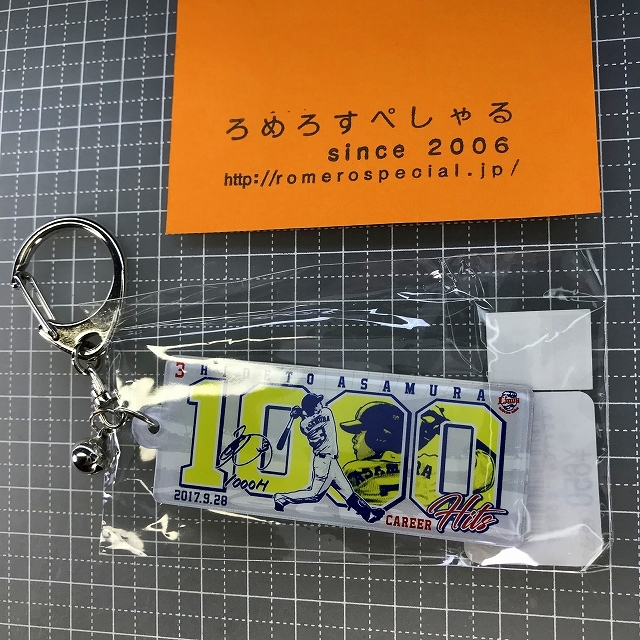 ろめろすぺしゃる
since 2006
http://romerospecial.jp/
3 HIDETO ASAMURA
1000
1000H
2017.9.28
CAREER Hits